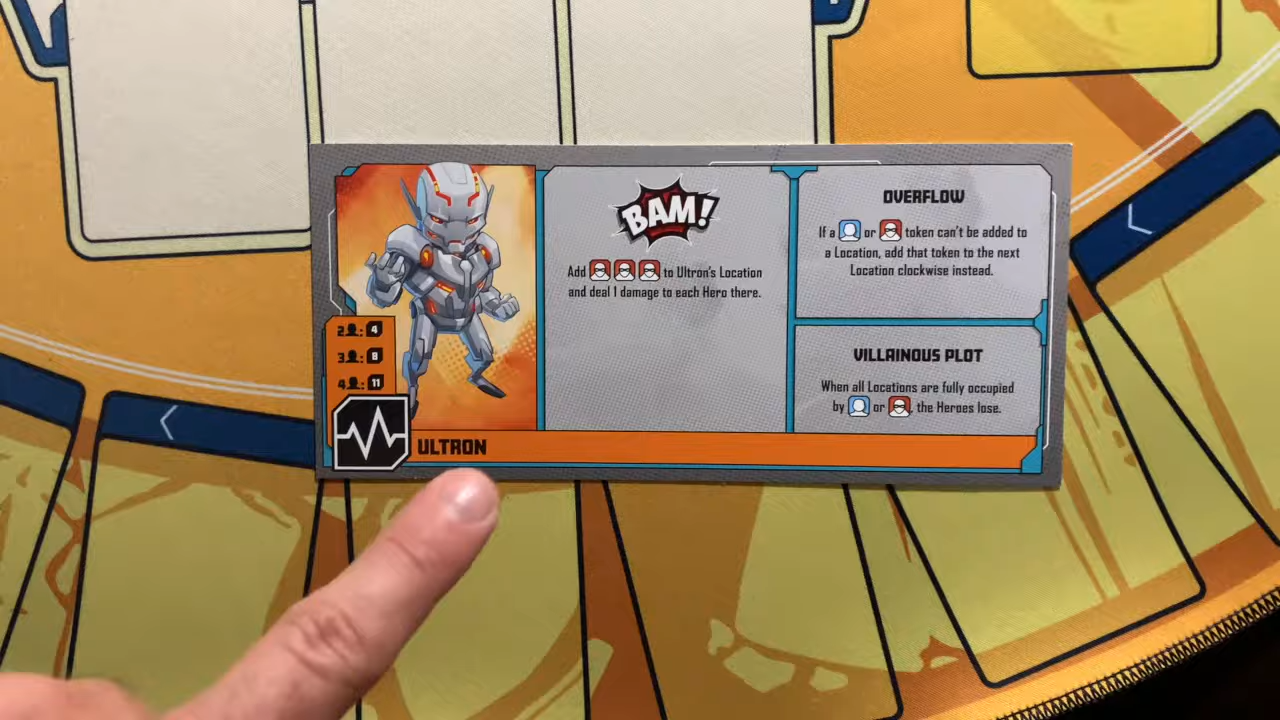 BAM!
Add to Ultron's Location
and deal 1 damage to each Hero there.
OVERFLOW
If a or token can't be added to
a Location, add that token to the next
Location clockwise instead.
VILLAINOUS PLOT
When all Locations are fully occupied
by or , the Heroes lose.
2 : 4
3 : 8
4 : 11
ULTRON